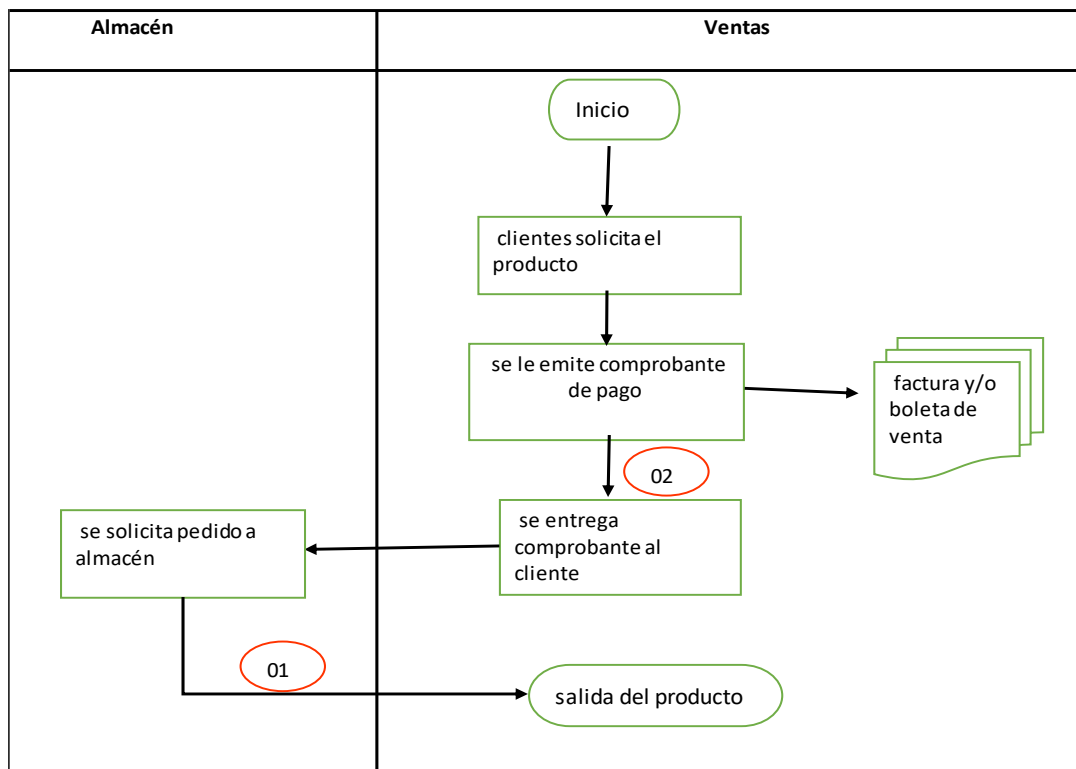 Almacén
Ventas
Inicio
clientes solicita el
producto
se le emite comprobante
de pago
factura y/o
boleta de
venta
02
se entrega
comprobante al
cliente
se solicita pedido a
almacén
01
salida del producto